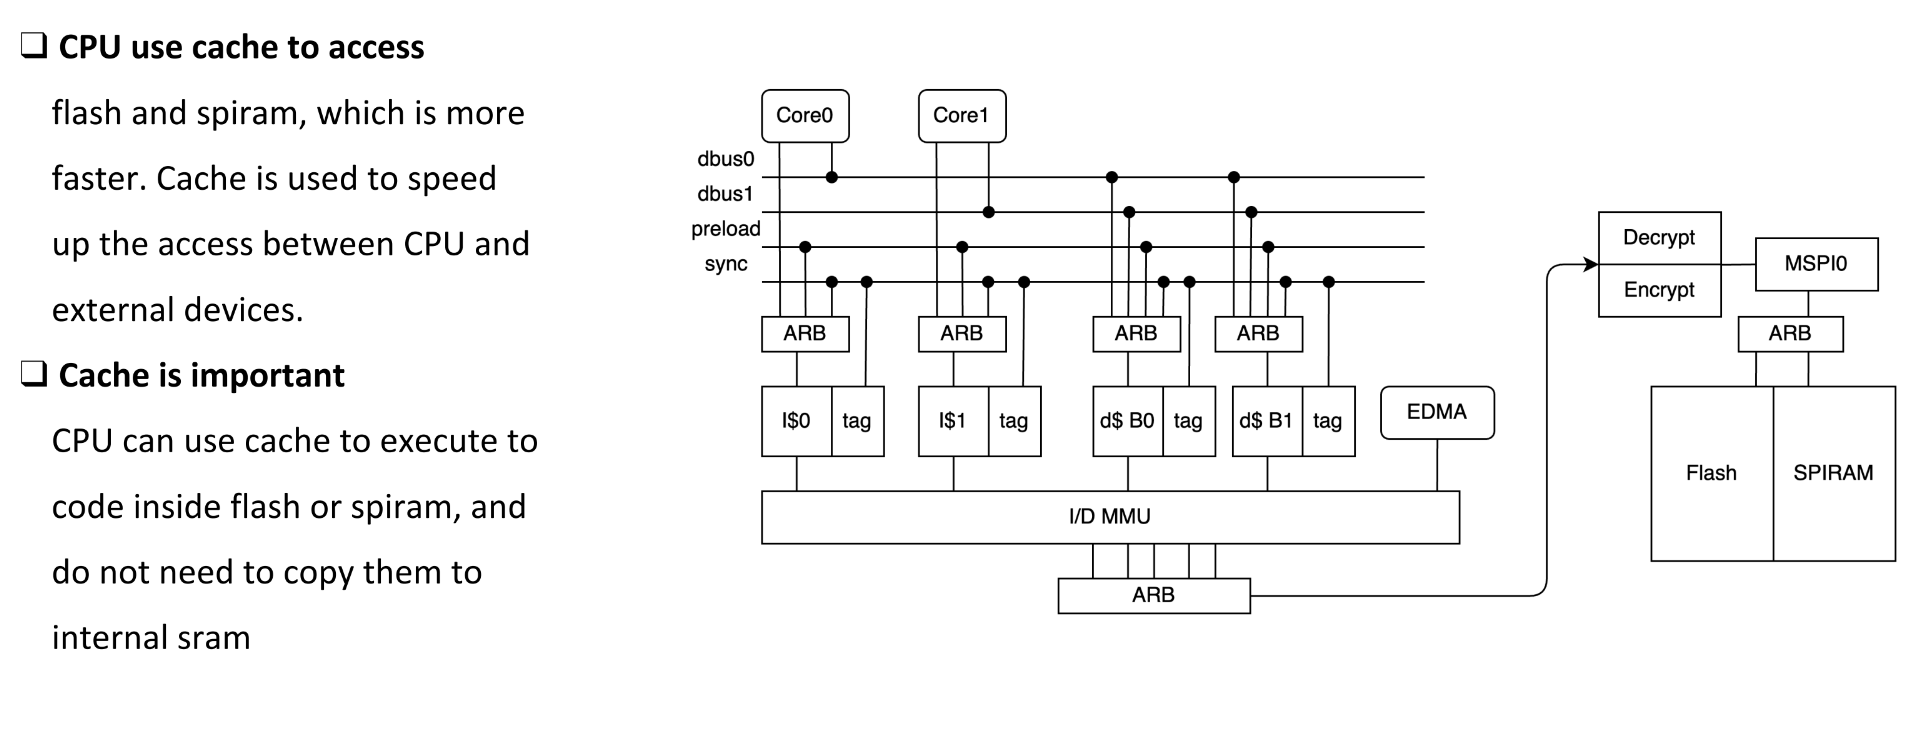 CPU use cache to access
flash and spiram, which is more
faster. Cache is used to speed
up the access between CPU and
external devices.
Cache is important
CPU can use cache to execute to
code inside flash or spiram, and
do not need to copy them to
internal sram
Core0 Core1
dbus0
dbus1
preload
sync
ARB ARB ARB ARB
I$0 tag I$1 tag d$ B0 tag d$ B1 tag EDMA
I/D MMU
ARB
Decrypt
Encrypt
MSPI0
ARB
Flash SPIRAM